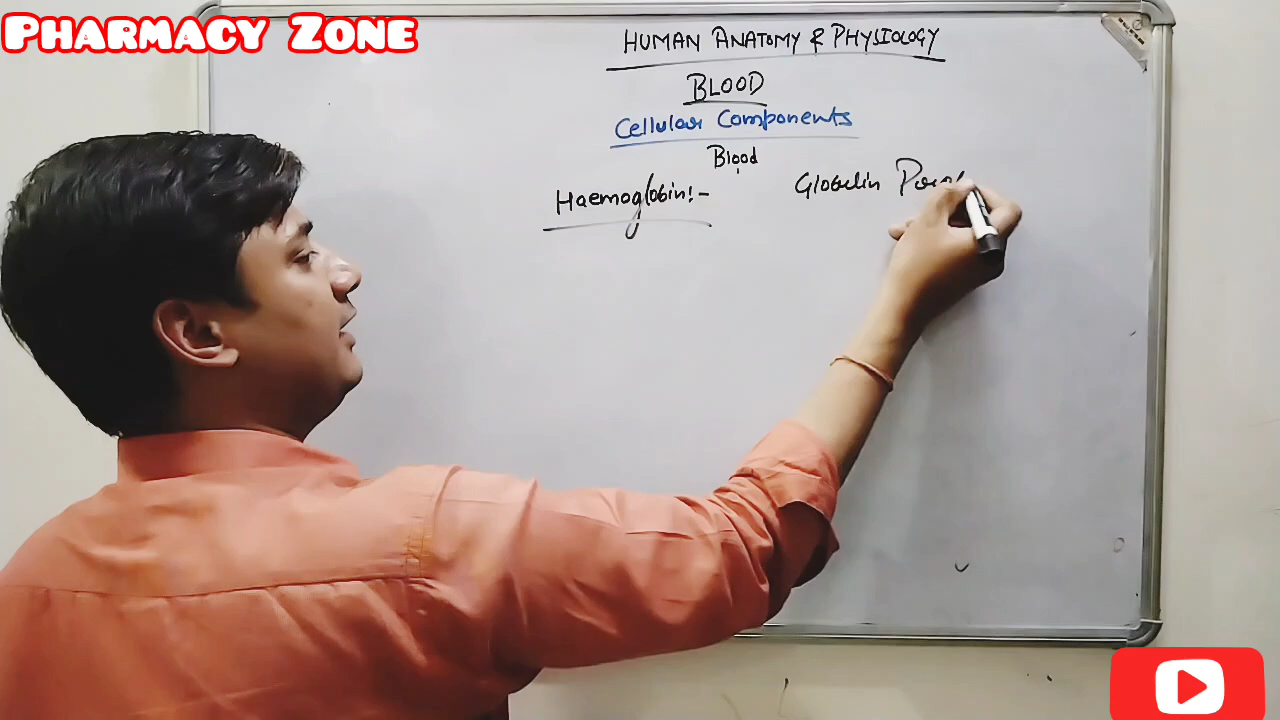 PHARMACY ZONE
HUMAN ANATOMY & PHYSIOLOGY
BLOOD
Cellular Components
Blood
Haemoglobin:- Globulin